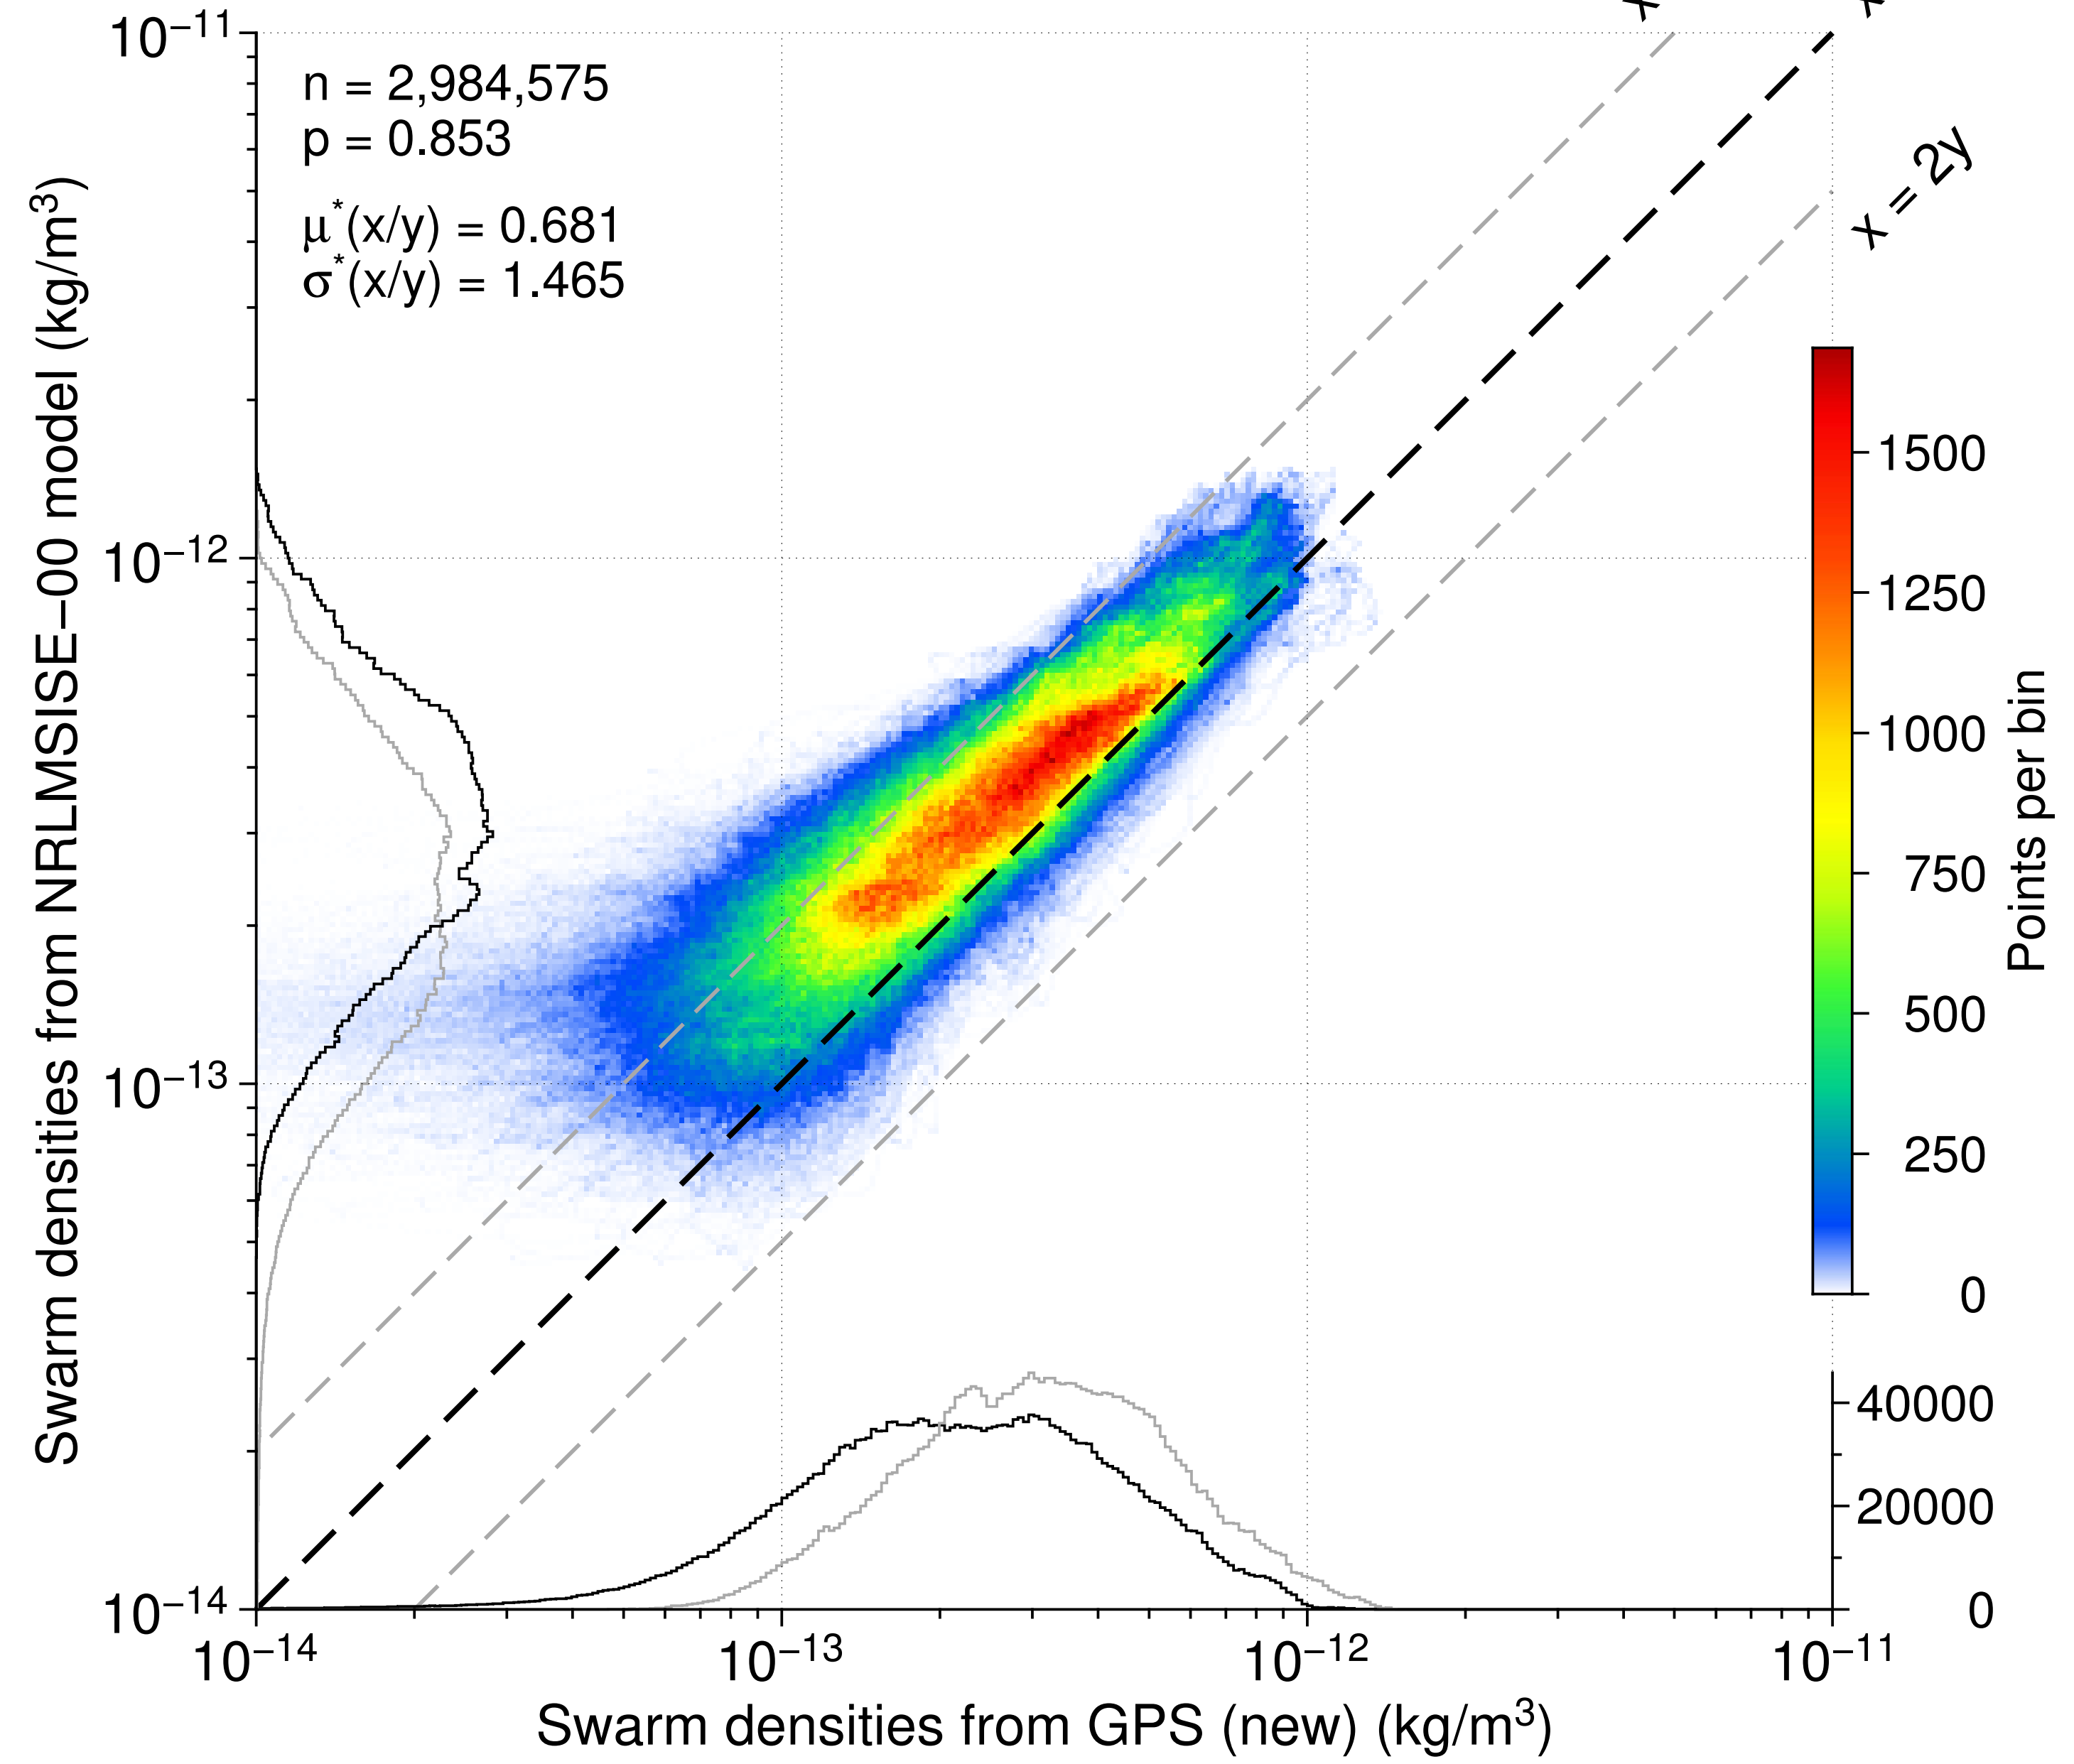 n = 2,984,575
p = 0.853
μ*(x/y) = 0.681
σ*(x/y) = 1.465
x
x
x = 2y
Swarm densities from NRLMSISE–00 model (kg/m³)
10⁻¹¹
10⁻¹²
10⁻¹³
10⁻¹⁴
1500
1250
1000
750
500
250
0
Points per bin
40000
20000
0
10⁻¹⁴
10⁻¹³
10⁻¹²
10⁻¹¹
Swarm densities from GPS (new) (kg/m³)